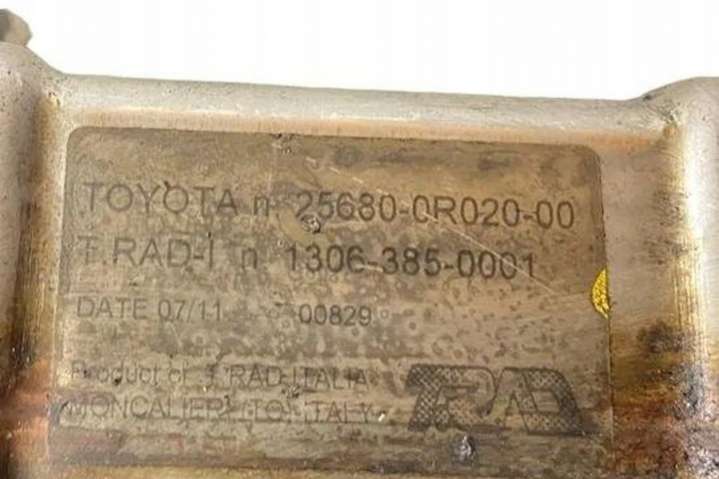 TOYOTA n. 25680-0R020-00
T.RAD-I n 1306-385-0001
DATE 07/11 00829
Product of T.RAD-ITALIA
MONCALIERI (TO) ITALY
TRAD